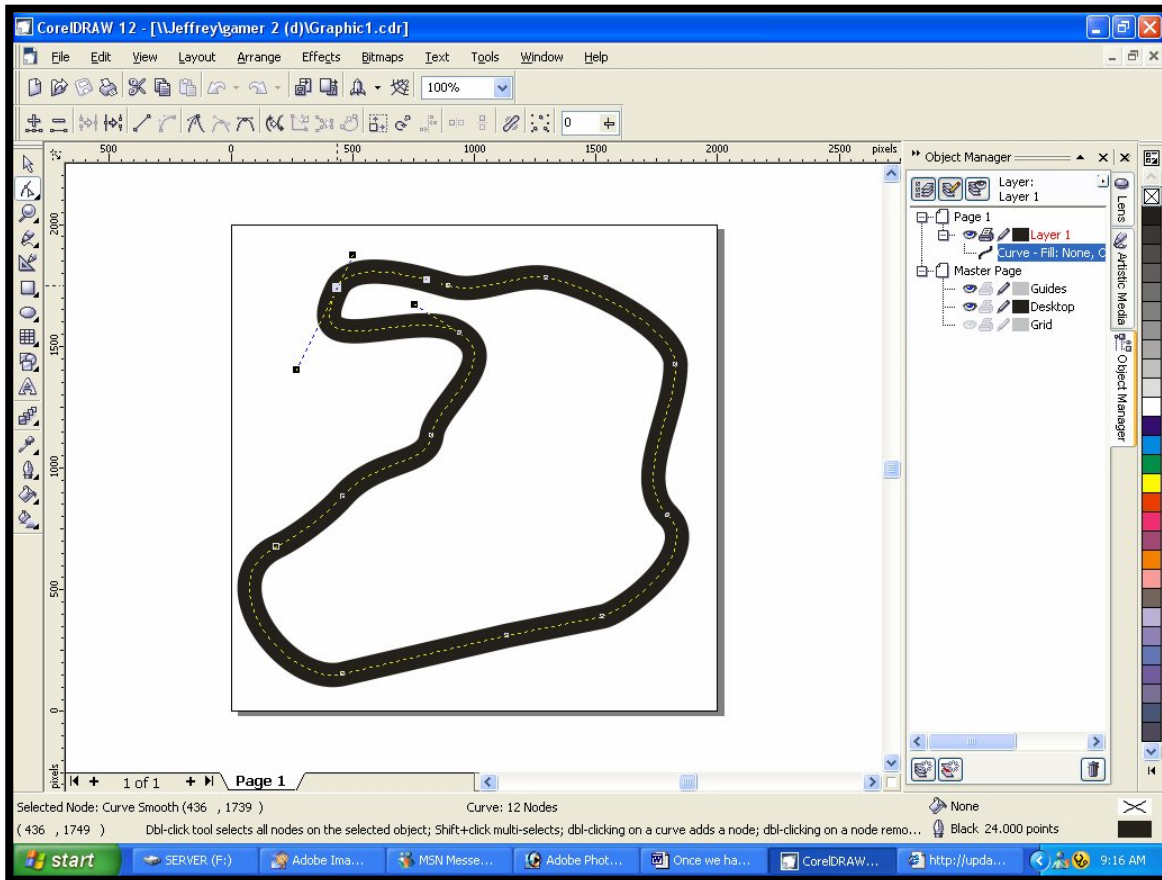 CorelDRAW 12 - [\\Jeffrey\gamer 2 (d)\Graphic1.cdr]
File Edit View Layout Arrange Effects Bitmaps Text Tools Window Help
100%
0
500 0 500 1000 1500 2000 2500 pixels
2000
1500
1000
500
0
pixels
Object Manager
Layer:
Layer 1
Page 1
Layer 1
Curve - Fill: None, C
Master Page
Guides
Desktop
Grid
Lens
Artistic Media
Object Manager
1 of 1 Page 1
Selected Node: Curve Smooth (436 , 1739 ) Curve: 12 Nodes None
( 436 , 1749 ) Dbl-click tool selects all nodes on the selected object; Shift+click multi-selects; dbl-clicking on a curve adds a node; dbl-clicking on a node remo... Black 24.000 points
start SERVER (F:) Adobe Ima... MSN Messe... Adobe Phot... Once we ha... CorelDRAW... http://upda... 9:16 AM